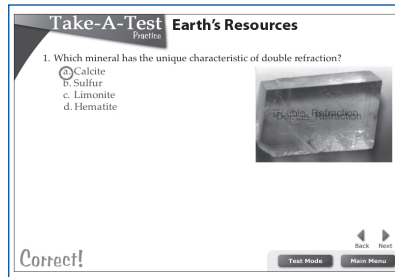 Take-A-Test
Practice
Earth's Resources
1. Which mineral has the unique characteristic of double refraction?
a. Calcite
b. Sulfur
c. Limonite
d. Hematite
Double Refraction
Back Next
Correct!
Test Mode Main Menu